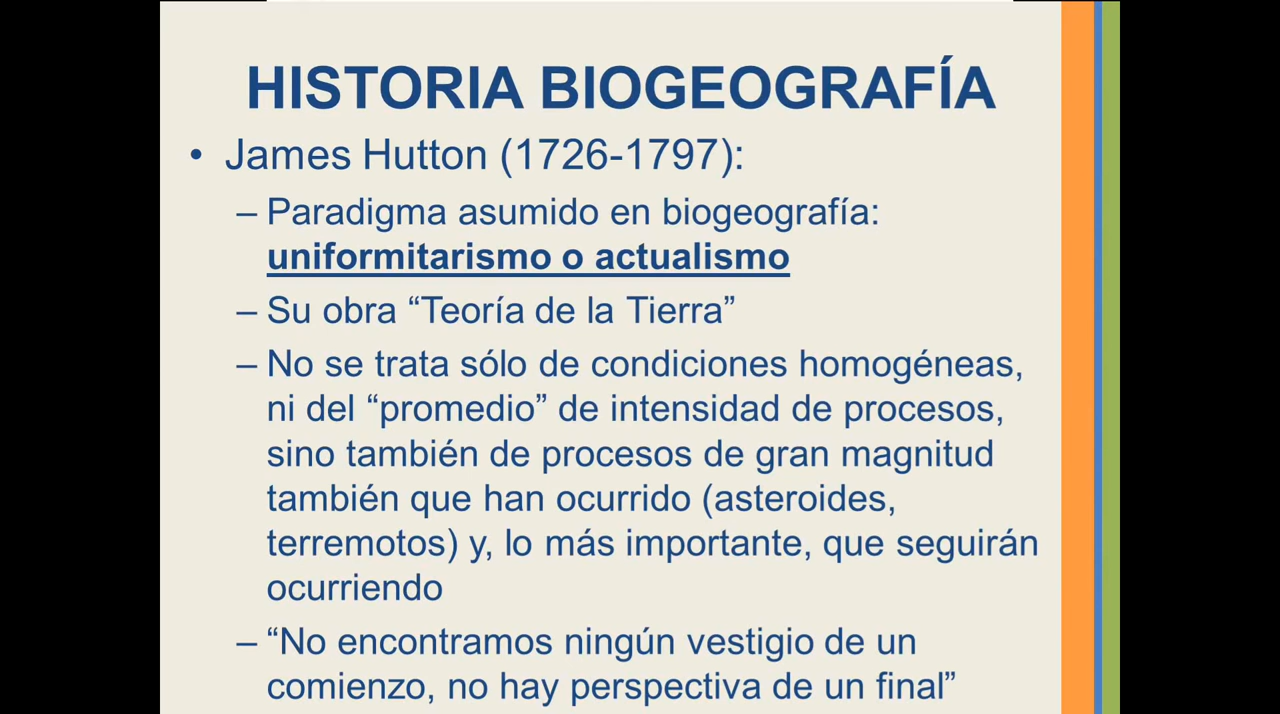 HISTORIA BIOGEOGRAFÍA
• James Hutton (1726-1797):
– Paradigma asumido en biogeografía:
uniformitarismo o actualismo
– Su obra “Teoría de la Tierra”
– No se trata sólo de condiciones homogéneas,
ni del “promedio” de intensidad de procesos,
sino también de procesos de gran magnitud
también que han ocurrido (asteroides,
terremotos) y, lo más importante, que seguirán
ocurriendo
– “No encontramos ningún vestigio de un
comienzo, no hay perspectiva de un final”